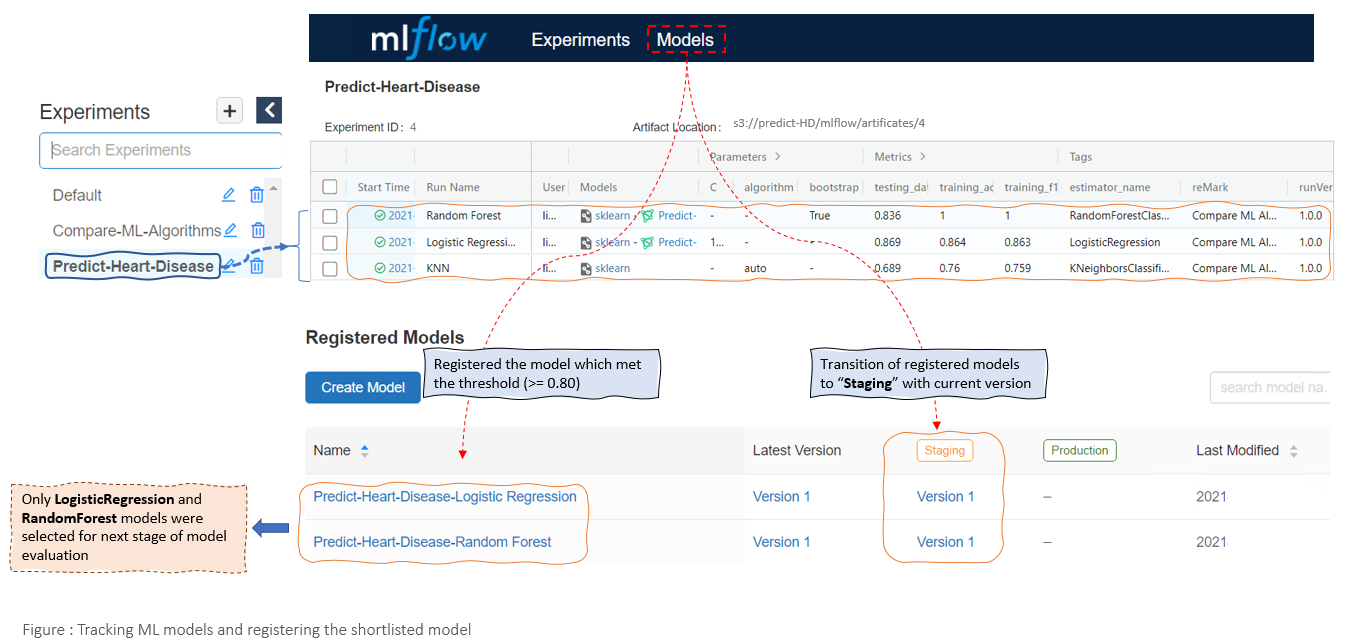 mlflow Experiments Models
Predict-Heart-Disease
Experiment ID: 4 Artifact Location: s3://predict-HD/mlflow/artificates/4
Experiments +
Search Experiments
Default
Compare-ML-Algorithms
Predict-Heart-Disease
Parameters > Metrics > Tags
Start Time Run Name User Models C algorithm bootstrap testing_da training_ac training_f1 estimator_name reMark runVer
2021- Random Forest li... sklearn - Predict- - True 0.836 1 1 RandomForestClas... Compare ML Al... 1.0.0
2021- Logistic Regressi... li... sklearn - Predict- 1... - 0.869 0.864 0.863 LogisticRegression Compare ML Al... 1.0.0
2021- KNN li... sklearn - auto - 0.689 0.76 0.759 KNeighborsClassifi... Compare ML Al... 1.0.0
Registered Models
Registered the model which met
the threshold (>= 0.80)
Transition of registered models
to “Staging” with current version
Create Model search model na.
Name Latest Version Staging Production Last Modified
Predict-Heart-Disease-Logistic Regression Version 1 Version 1 – 2021
Predict-Heart-Disease-Random Forest Version 1 Version 1 – 2021
Only LogisticRegression and
RandomForest models were
selected for next stage of model
evaluation
Figure : Tracking ML models and registering the shortlisted model